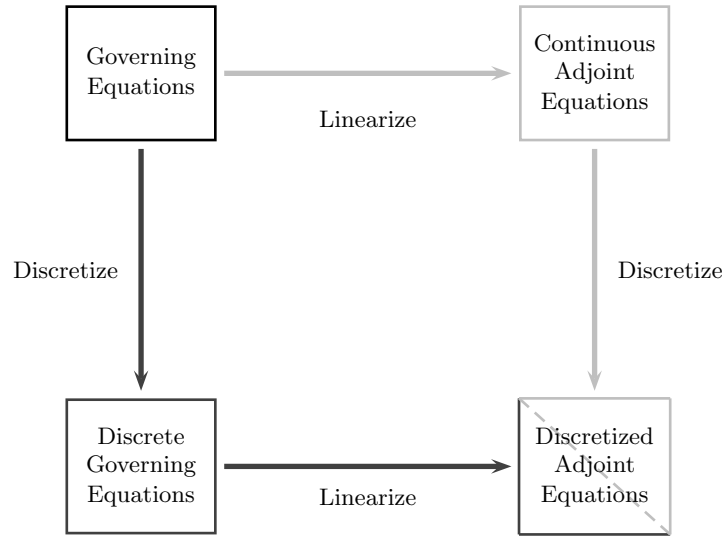 Governing
Equations
Continuous
Adjoint
Equations
Linearize
Discretize
Discretize
Discrete
Governing
Equations
Discretized
Adjoint
Equations
Linearize